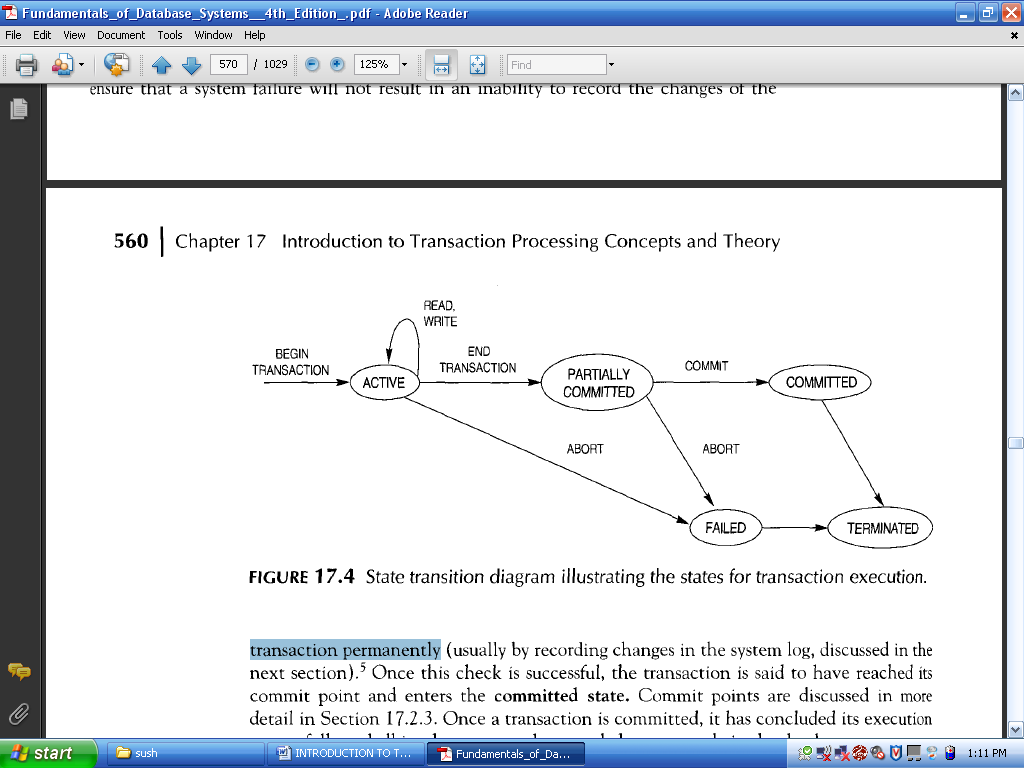 Fundamentals_of_Database_Systems__4th_Edition_.pdf - Adobe Reader
File Edit View Document Tools Window Help
570 / 1029 125% Find
ensure that a system failure will not result in an inability to record the changes of the
560 Chapter 17 Introduction to Transaction Processing Concepts and Theory
READ,
WRITE
BEGIN
TRANSACTION
END
TRANSACTION
COMMIT
ACTIVE
PARTIALLY
COMMITTED
COMMITTED
ABORT
ABORT
FAILED
TERMINATED
FIGURE 17.4 State transition diagram illustrating the states for transaction execution.
transaction permanently (usually by recording changes in the system log, discussed in the
next section).5 Once this check is successful, the transaction is said to have reached its
commit point and enters the committed state. Commit points are discussed in more
detail in Section 17.2.3. Once a transaction is committed, it has concluded its execution
start sush INTRODUCTION TO T... Fundamentals_of_Da... 1:11 PM